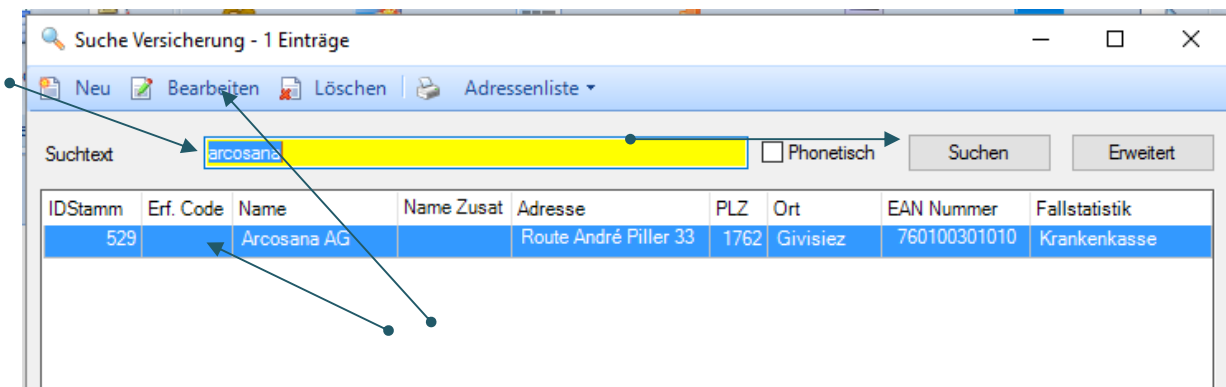 Suche Versicherung - 1 Einträge
Neu Bearbeiten Löschen Adressenliste
Suchtext arcosana Phonetisch Suchen Erweitert
IDStamm Erf. Code Name Name Zusat Adresse PLZ Ort EAN Nummer Fallstatistik
529 Arcosana AG Route André Piller 33 1762 Givisiez 760100301010 Krankenkasse